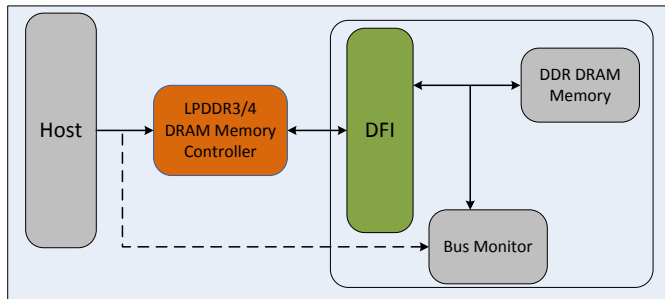 Host
LPDDR3/4
DRAM Memory
Controller
DFI
DDR DRAM
Memory
Bus Monitor